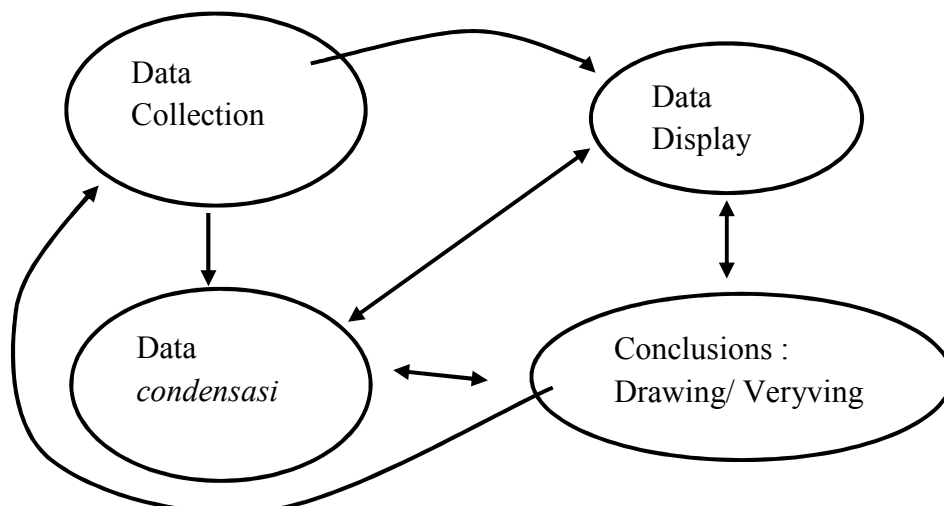 Data
Collection
Data
Display
Data
condensasi
Conclusions :
Drawing/ Veryving